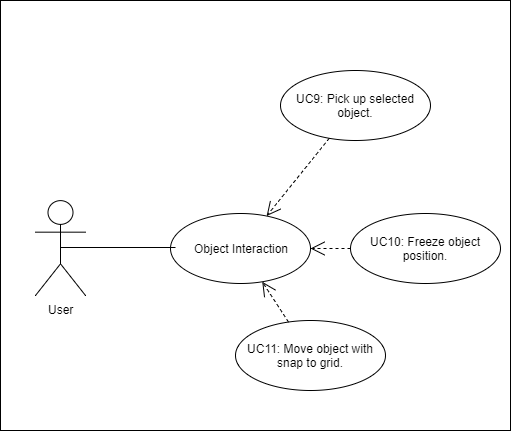 UC9: Pick up selected
object.
UC10: Freeze object
position.
Object Interaction
User
UC11: Move object with
snap to grid.